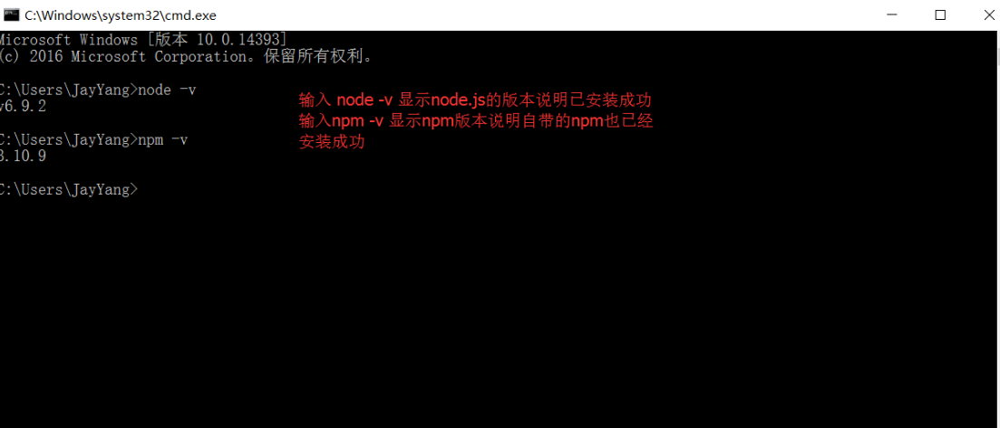 C:\Windows\system32\cmd.exe
Microsoft Windows [版本 10.0.14393]
(c) 2016 Microsoft Corporation。保留所有权利。
C:\Users\JayYang>node -v
v6.9.2
C:\Users\JayYang>npm -v
3.10.9
C:\Users\JayYang>
输入 node -v 显示node.js的版本说明已安装成功
输入npm -v 显示npm版本说明自带的npm也已经
安装成功